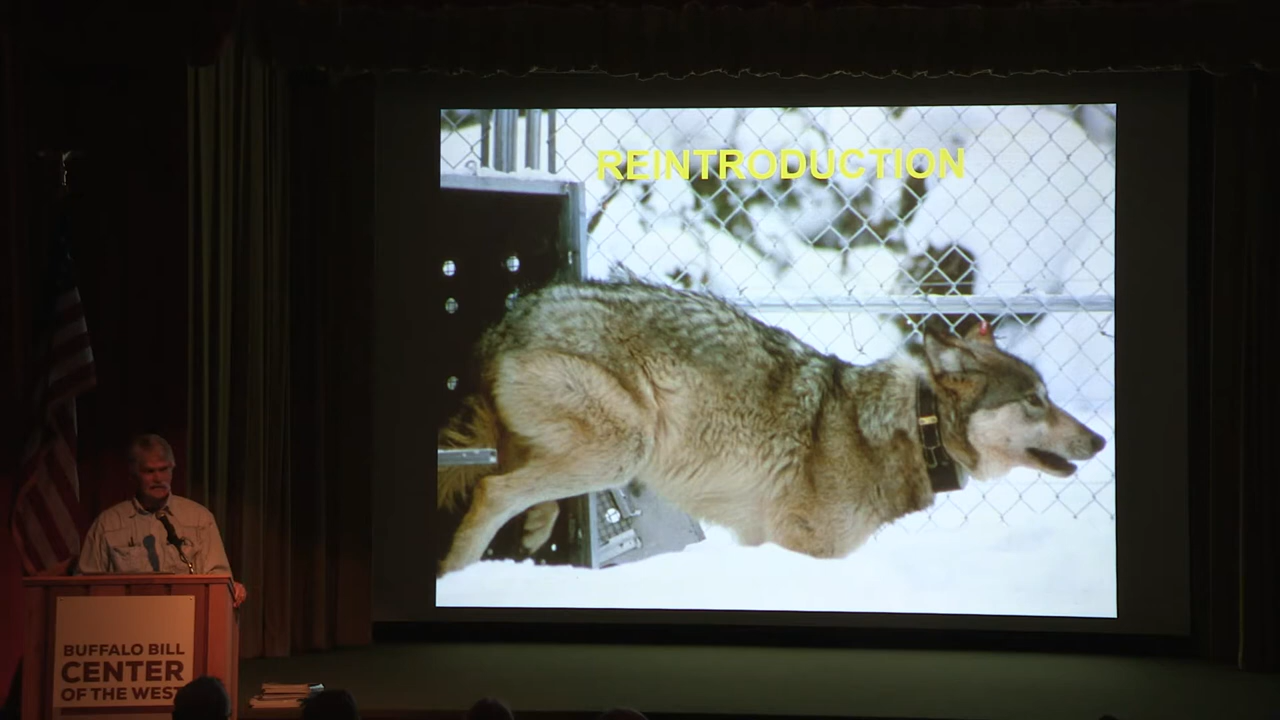 REINTRODUCTION
BUFFALO BILL
CENTER
OF THE WEST